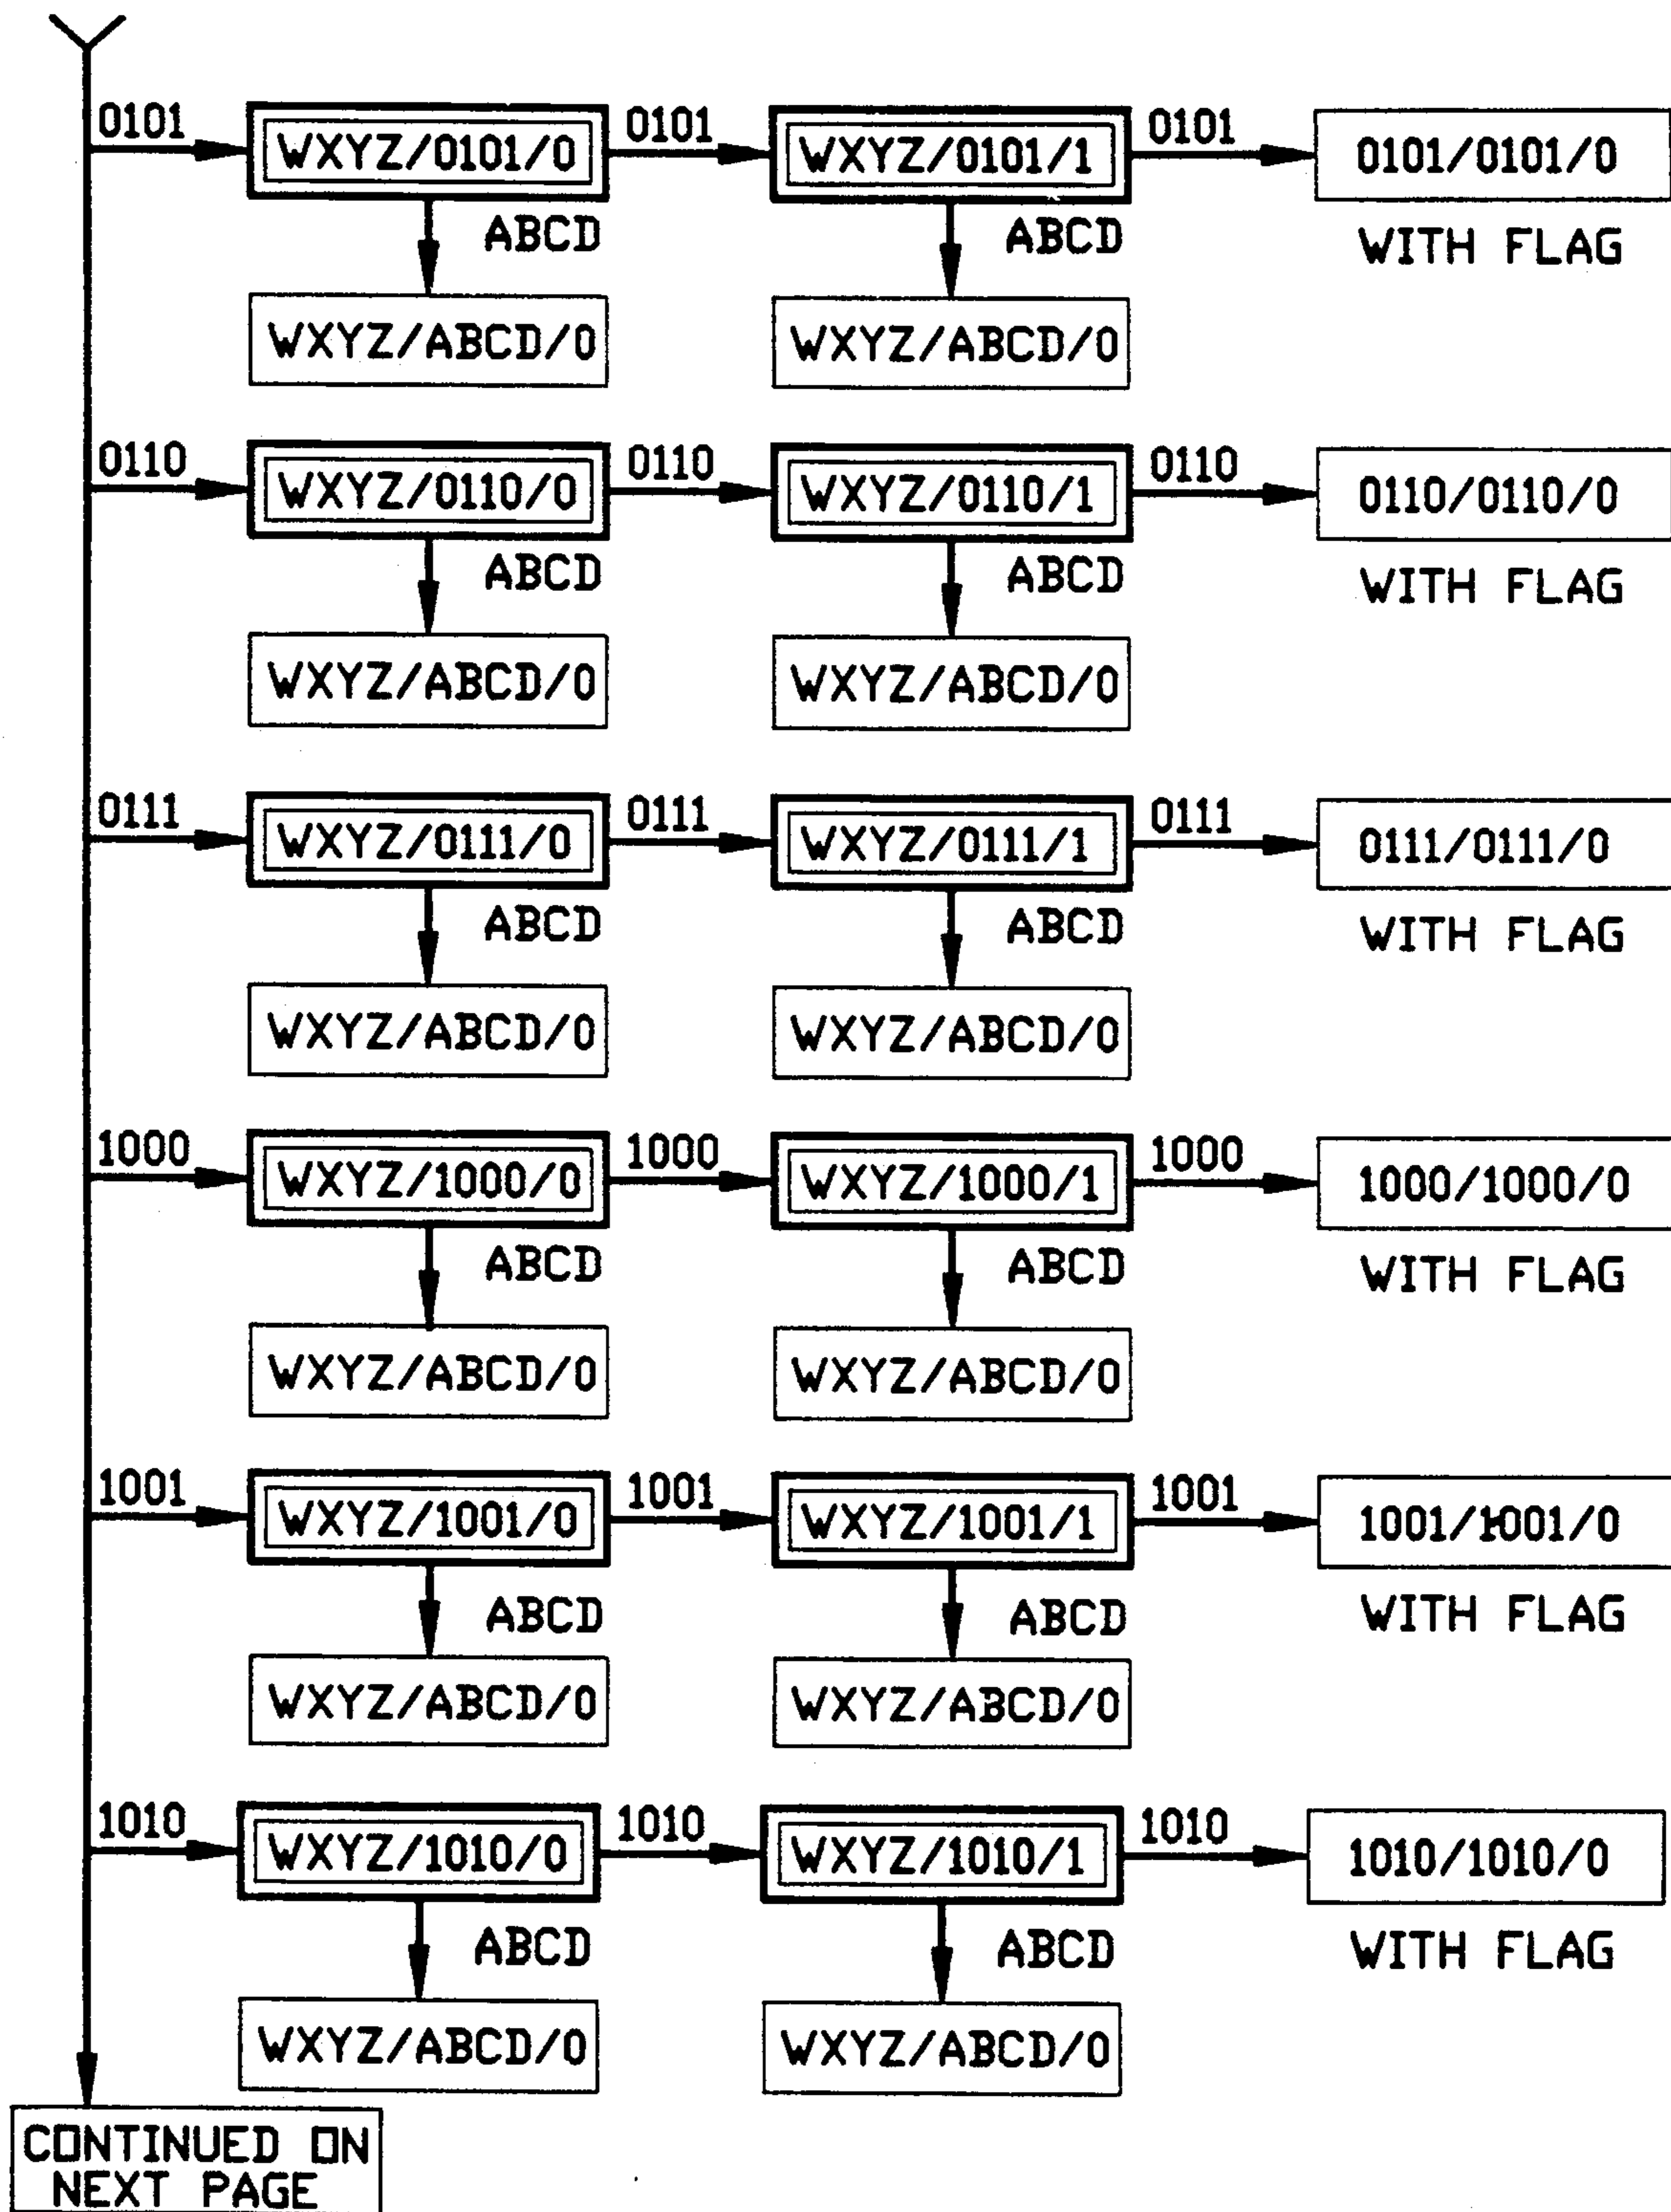 0101 WXYZ/0101/0 0101 WXYZ/0101/1 0101 0101/0101/0
ABCD ABCD WITH FLAG
WXYZ/ABCD/0 WXYZ/ABCD/0
0110 WXYZ/0110/0 0110 WXYZ/0110/1 0110 0110/0110/0
ABCD ABCD WITH FLAG
WXYZ/ABCD/0 WXYZ/ABCD/0
0111 WXYZ/0111/0 0111 WXYZ/0111/1 0111 0111/0111/0
ABCD ABCD WITH FLAG
WXYZ/ABCD/0 WXYZ/ABCD/0
1000 WXYZ/1000/0 1000 WXYZ/1000/1 1000 1000/1000/0
ABCD ABCD WITH FLAG
WXYZ/ABCD/0 WXYZ/ABCD/0
1001 WXYZ/1001/0 1001 WXYZ/1001/1 1001 1001/1001/0
ABCD ABCD WITH FLAG
WXYZ/ABCD/0 WXYZ/ABCD/0
1010 WXYZ/1010/0 1010 WXYZ/1010/1 1010 1010/1010/0
ABCD ABCD WITH FLAG
WXYZ/ABCD/0 WXYZ/ABCD/0
CONTINUED ON
NEXT PAGE